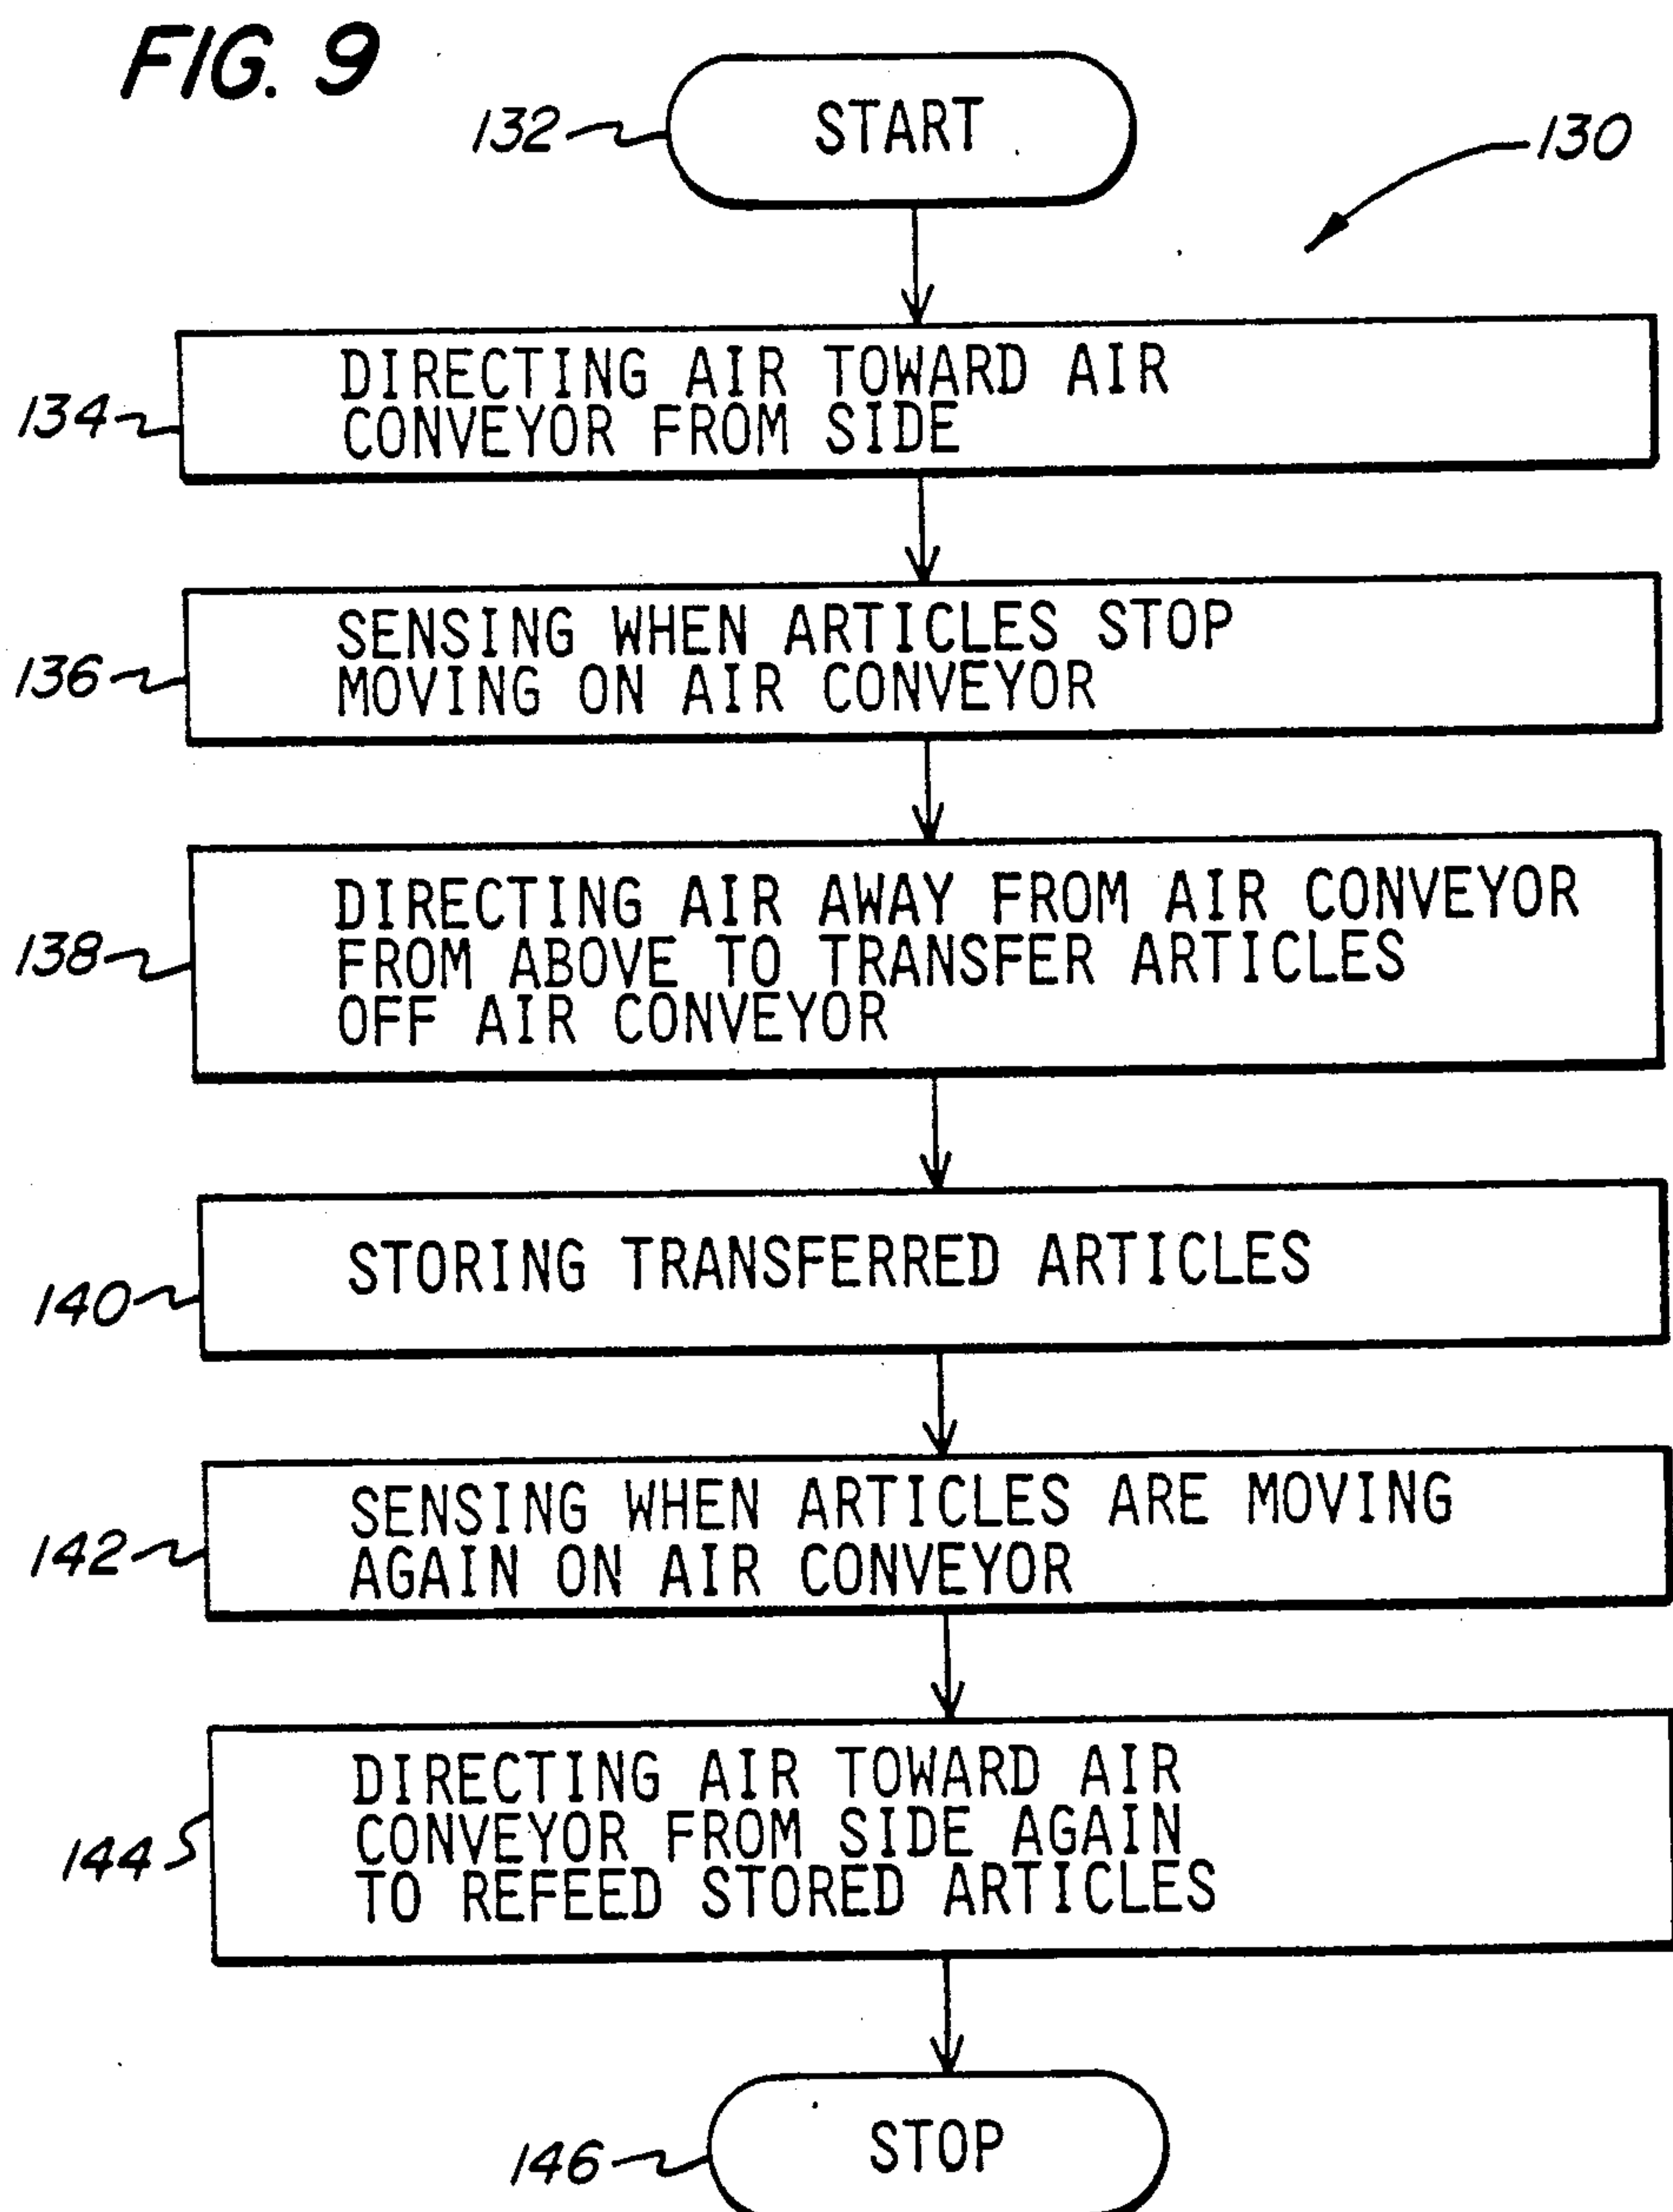 FIG. 9
132
START
130
134
DIRECTING AIR TOWARD AIR
CONVEYOR FROM SIDE
136
SENSING WHEN ARTICLES STOP
MOVING ON AIR CONVEYOR
138
DIRECTING AIR AWAY FROM AIR CONVEYOR
FROM ABOVE TO TRANSFER ARTICLES
OFF AIR CONVEYOR
140
STORING TRANSFERRED ARTICLES
142
SENSING WHEN ARTICLES ARE MOVING
AGAIN ON AIR CONVEYOR
144
DIRECTING AIR TOWARD AIR
CONVEYOR FROM SIDE AGAIN
TO REFEED STORED ARTICLES
146
STOP